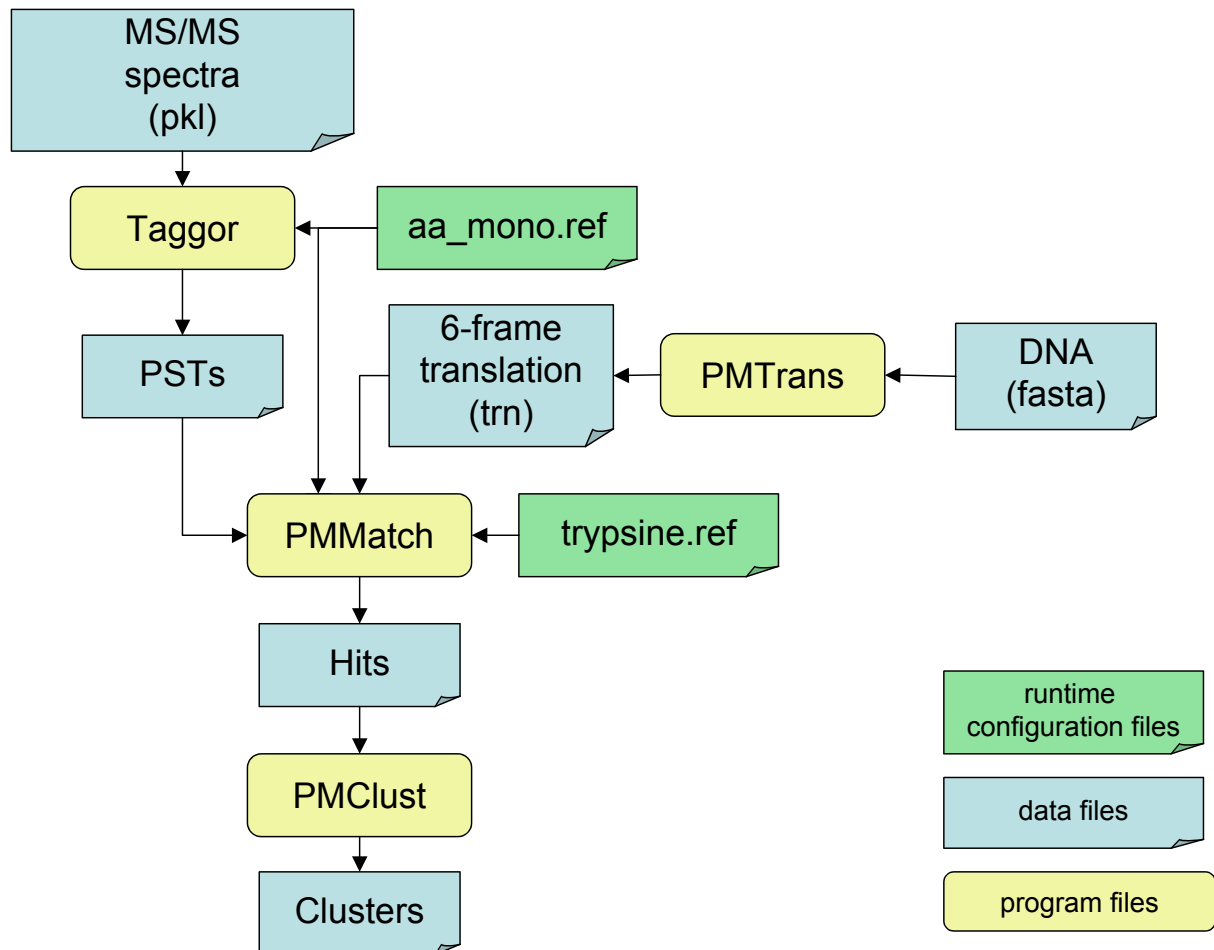 MS/MS
spectra
(pkl)
Taggor
aa_mono.ref
PSTs
6-frame
translation
(trn)
PMTrans
DNA
(fasta)
PMMatch
trypsine.ref
Hits
PMClust
Clusters
runtime
configuration files
data files
program files